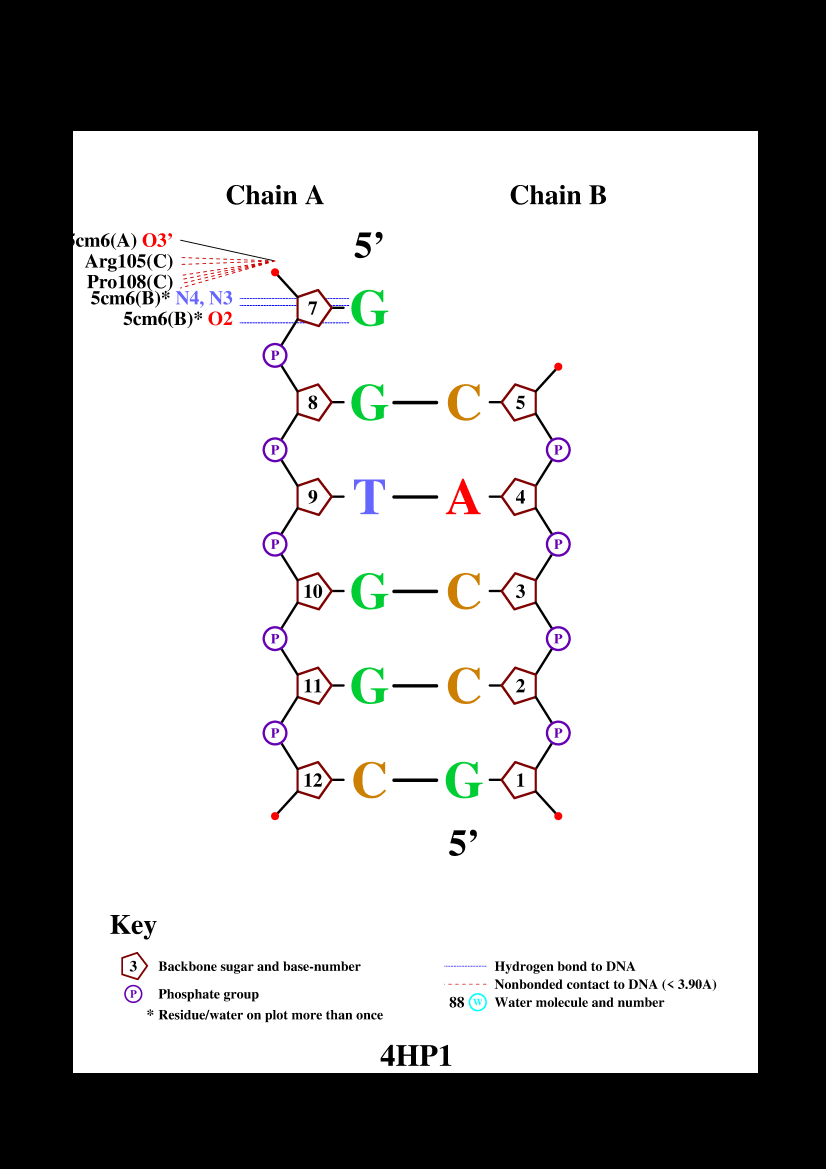 Chain A Chain B
5’
5cm6(A) O3’
Arg105(C)
Pro108(C)
5cm6(B)* N4, N3
5cm6(B)* O2
7 G
P
8 G C 5
P P
9 T A 4
P P
10 G C 3
P P
11 G C 2
P P
12 C G 1
5’
Key
3 Backbone sugar and base-number
P Phosphate group
* Residue/water on plot more than once
Hydrogen bond to DNA
Nonbonded contact to DNA (< 3.90A)
88 W Water molecule and number
4HP1